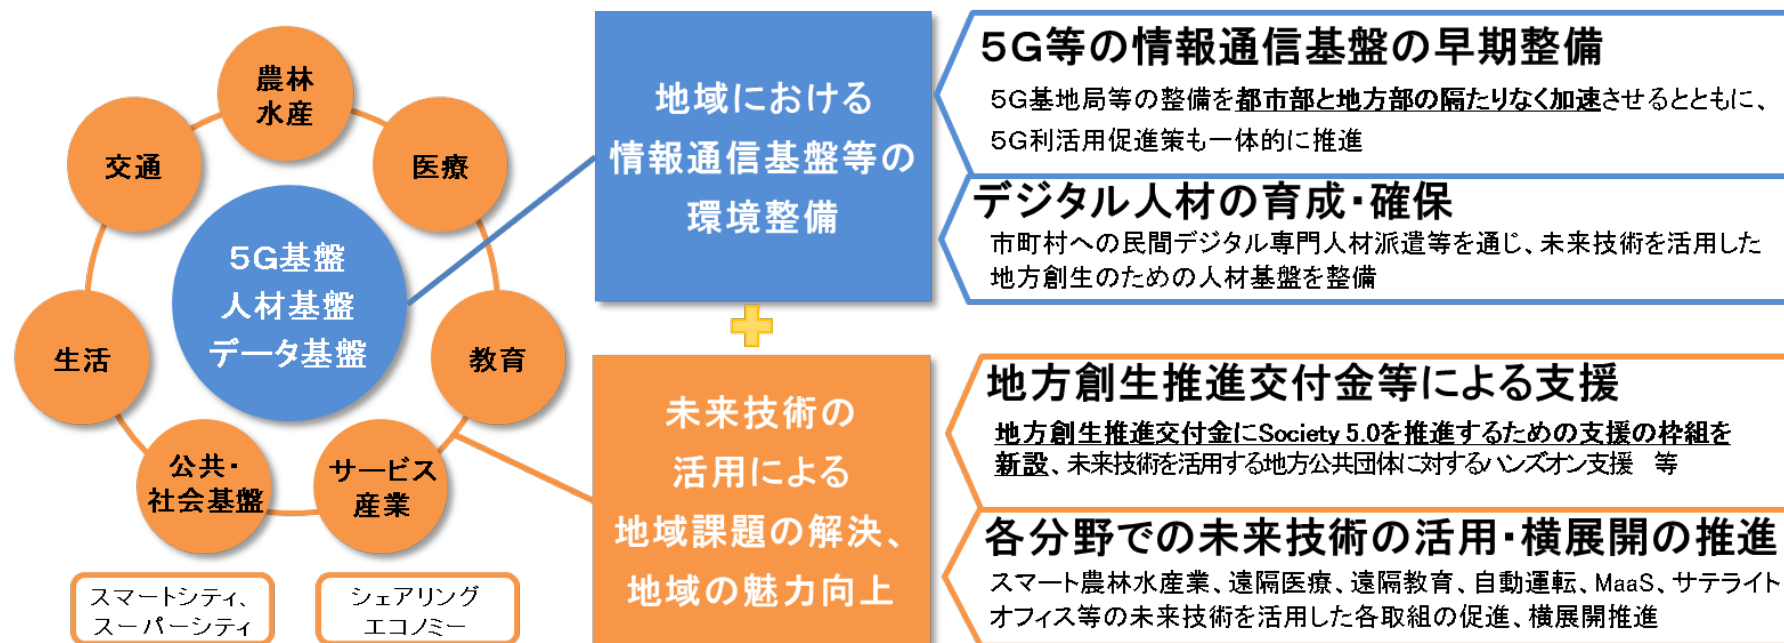 農林
水産
交通
医療
5G基盤
人材基盤
データ基盤
生活
教育
公共・
社会基盤
サービス
産業
スマートシティ、
スーパーシティ
シェアリング
エコノミー
地域における
情報通信基盤等の
環境整備
未来技術の
活用による
地域課題の解決、
地域の魅力向上
5G等の情報通信基盤の早期整備
5G基地局等の整備を都市部と地方部の隔たりなく加速させるとともに、
5G利活用促進策も一体的に推進
デジタル人材の育成・確保
市町村への民間デジタル専門人材派遣等を通じ、未来技術を活用した
地方創生のための人材基盤を整備
地方創生推進交付金等による支援
地方創生推進交付金にSociety 5.0を推進するための支援の枠組を
新設、未来技術を活用する地方公共団体に対するハンズオン支援　等
各分野での未来技術の活用・横展開の推進
スマート農林水産業、遠隔医療、遠隔教育、自動運転、MaaS、サテライト
オフィス等の未来技術を活用した各取組の促進、横展開推進